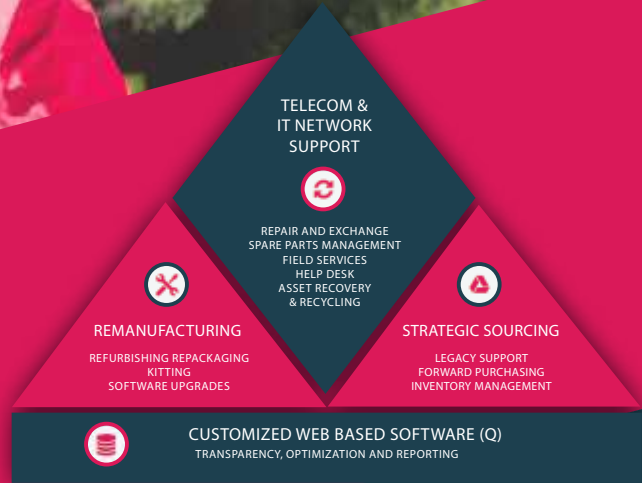 TELECOM &
IT NETWORK
SUPPORT
REPAIR AND EXCHANGE
SPARE PARTS MANAGEMENT
FIELD SERVICES
HELP DESK
ASSET RECOVERY
& RECYCLING
REMANUFACTURING
REFURBISHING REPACKAGING
KITTING
SOFTWARE UPGRADES
STRATEGIC SOURCING
LEGACY SUPPORT
FORWARD PURCHASING
INVENTORY MANAGEMENT
CUSTOMIZED WEB BASED SOFTWARE (Q)
TRANSPARENCY, OPTIMIZATION AND REPORTING